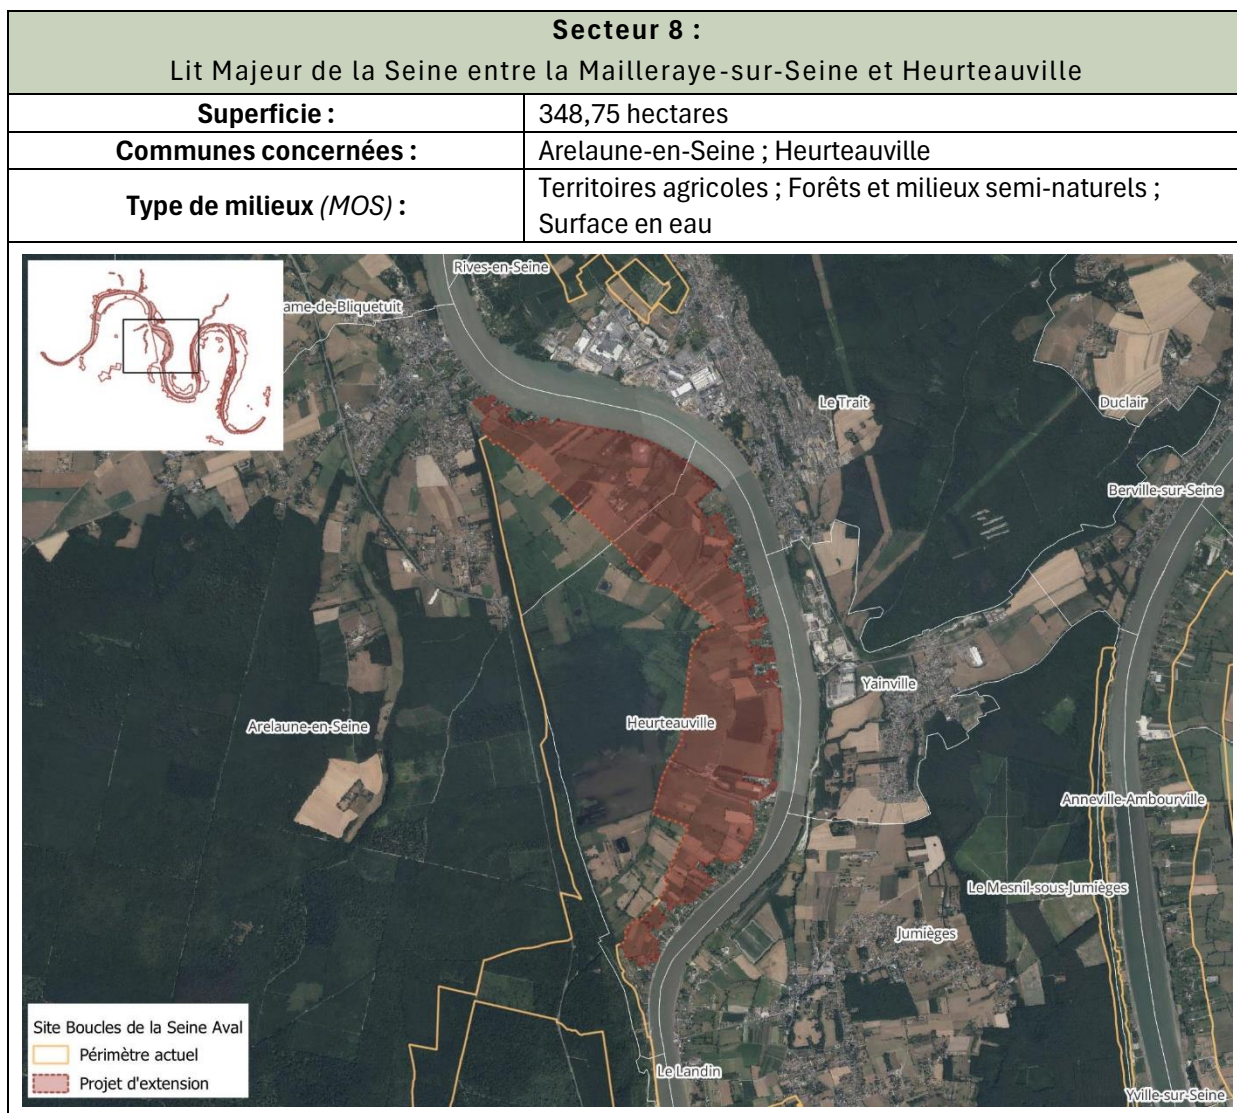 Secteur 8 :
Lit Majeur de la Seine entre la Mailleraye-sur-Seine et Heurteauville
Superficie :
348,75 hectares
Communes concernées :
Arelaune-en-Seine ; Heurteauville
Type de milieux (MOS) :
Territoires agricoles ; Forêts et milieux semi-naturels ;
Surface en eau
Rives-en-Seine
ame-de-Bliquetuit
Le Trait
Duclair
Berville-sur-Seine
Yainville
Heurteauville
Arelaune-en-Seine
Anneville-Ambourville
Le Mesnil-sous-Jumièges
Jumièges
Le Landin
Yville-sur-Seine
Site Boucles de la Seine Aval
Périmètre actuel
Projet d'extension